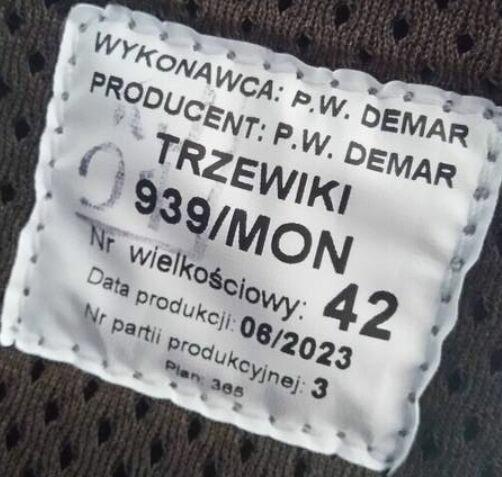 WYKONAWCA: P.W. DEMAR
PRODUCENT: P.W. DEMAR
TRZEWIKI
939/MON
Nr wielkościowy: 42
Data produkcji: 06/2023
Nr partii produkcyjnej: 3
Plan: 365